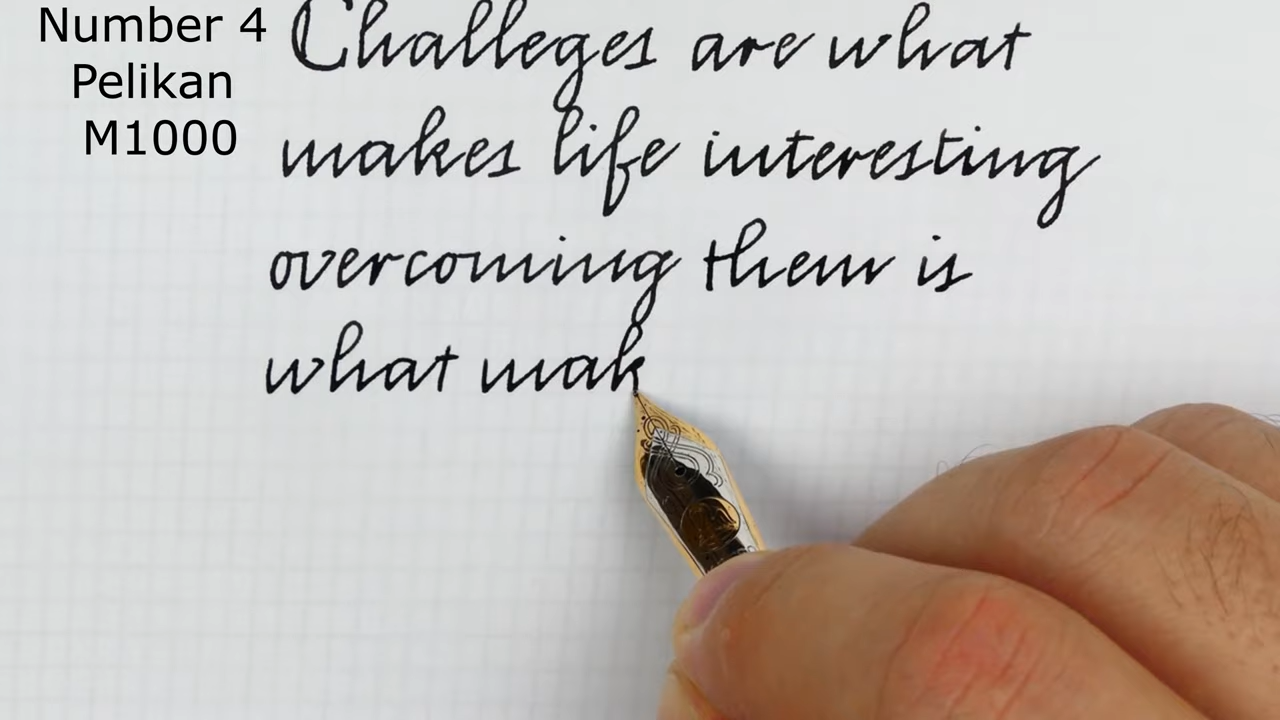 Number 4
Pelikan
M1000
Challeges are what
makes life interesting
overcoming them is
what mak